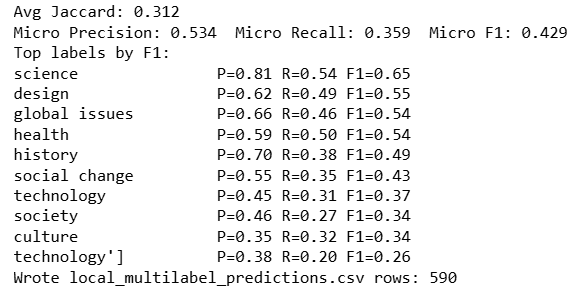 Avg Jaccard: 0.312
Micro Precision: 0.534  Micro Recall: 0.359  Micro F1: 0.429
Top labels by F1:
science              P=0.81 R=0.54 F1=0.65
design               P=0.62 R=0.49 F1=0.55
global issues        P=0.66 R=0.46 F1=0.54
health               P=0.59 R=0.50 F1=0.54
history              P=0.70 R=0.38 F1=0.49
social change        P=0.55 R=0.35 F1=0.43
technology           P=0.45 R=0.31 F1=0.37
society              P=0.46 R=0.27 F1=0.34
culture              P=0.35 R=0.32 F1=0.34
technology']         P=0.38 R=0.20 F1=0.26
Wrote local_multilabel_predictions.csv rows: 590